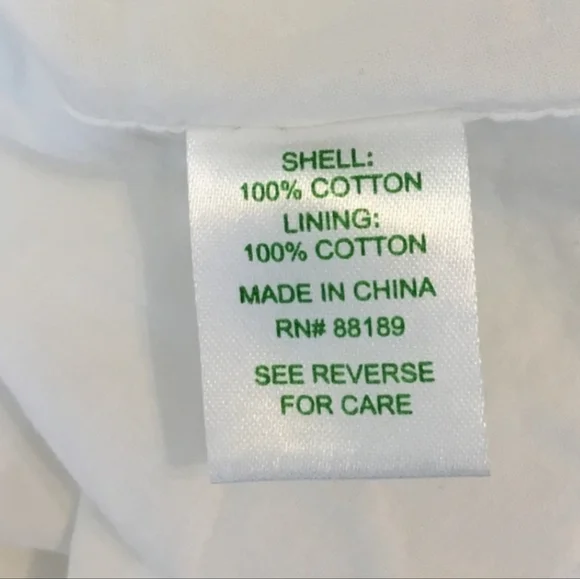 SHELL:
100% COTTON
LINING:
100% COTTON
MADE IN CHINA
RN# 88189
SEE REVERSE
FOR CARE